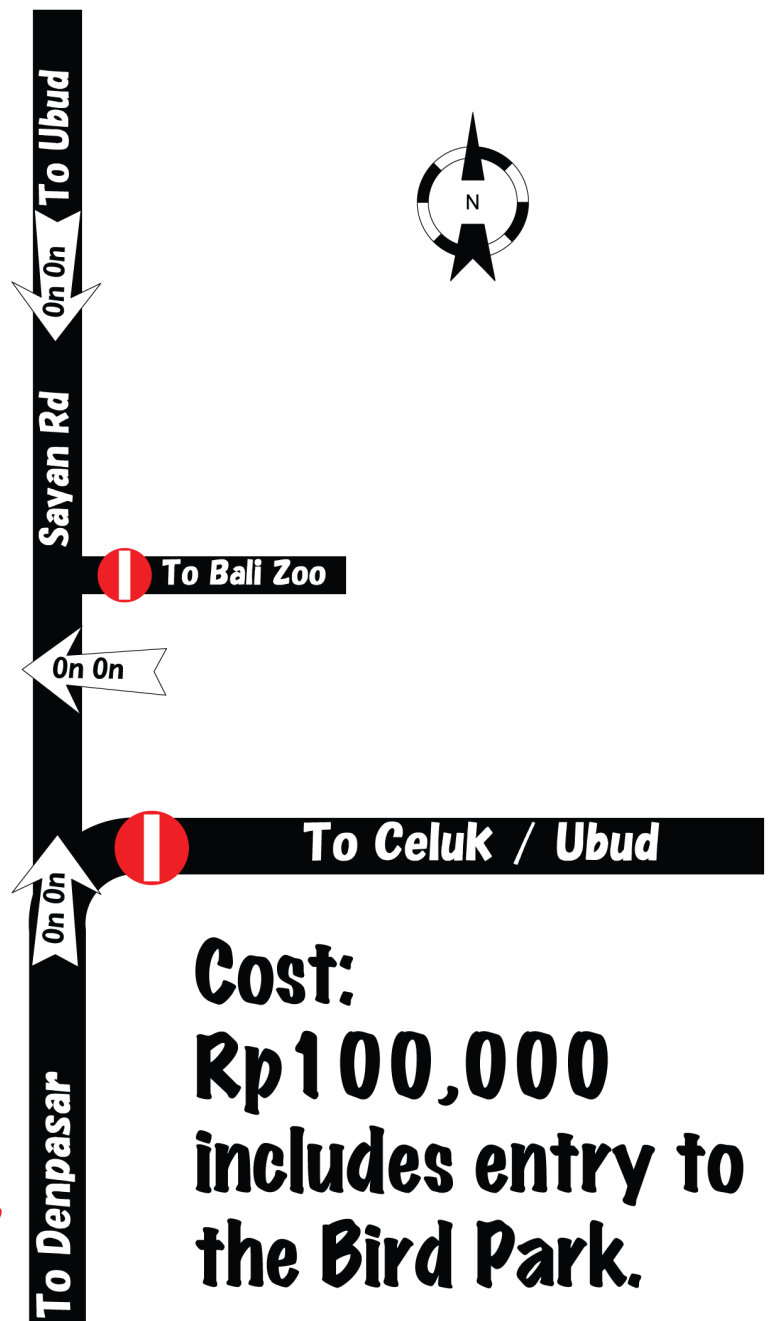 To Ubud
N
On On
Sayan Rd
To Bali Zoo
On On
To Celuk / Ubud
On On
Cost:
Rp100,000
includes entry to
the Bird Park.
To Denpasar